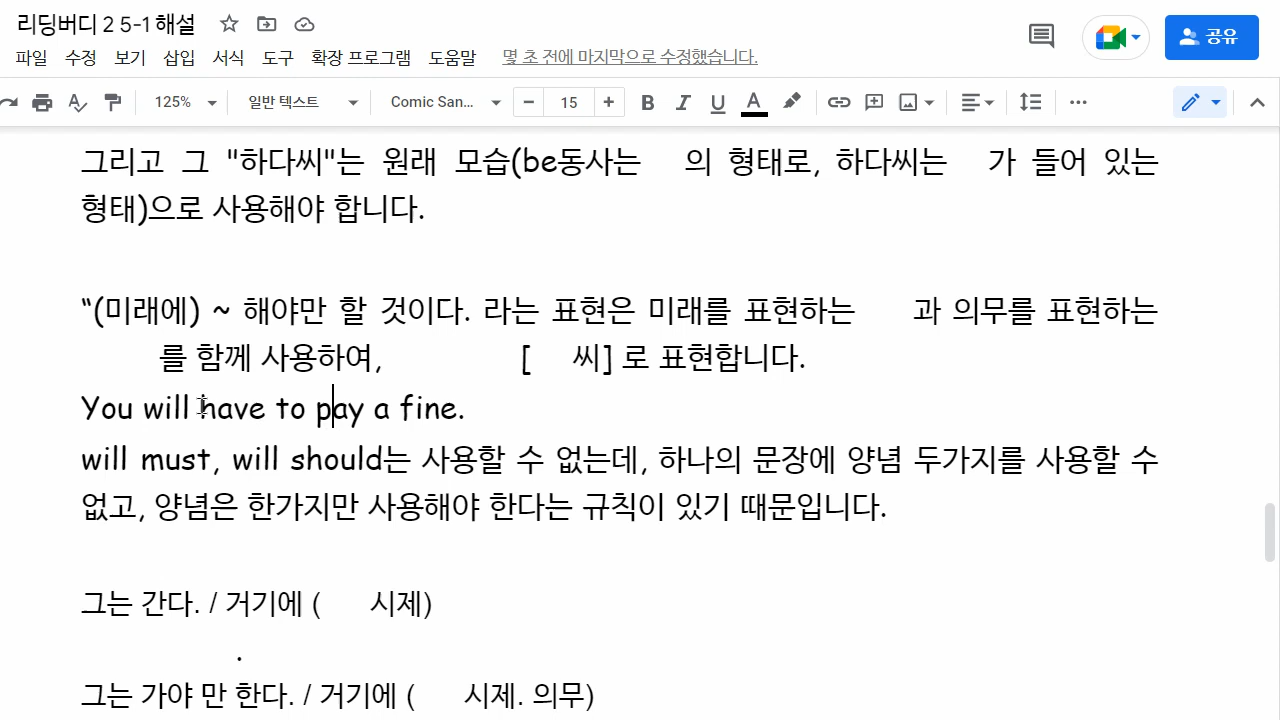 리딩버디 2 5-1 해설
파일 수정 보기 삽입 서식 도구 확장 프로그램 도움말 몇 초 전에 마지막으로 수정했습니다.
공유
125% 일반 텍스트 Comic San... 15 B I U A
그리고 그 "하다씨"는 원래 모습(be동사는 의 형태로, 하다씨는 가 들어 있는
형태)으로 사용해야 합니다.
“(미래에) ~ 해야만 할 것이다. 라는 표현은 미래를 표현하는 과 의무를 표현하는
를 함께 사용하여, [ 씨] 로 표현합니다.
You will have to pay a fine.
will must, will should는 사용할 수 없는데, 하나의 문장에 양념 두가지를 사용할 수
없고, 양념은 한가지만 사용해야 한다는 규칙이 있기 때문입니다.
그는 간다. / 거기에 ( 시제)
.
그는 가야 만 한다. / 거기에 ( 시제. 의무)